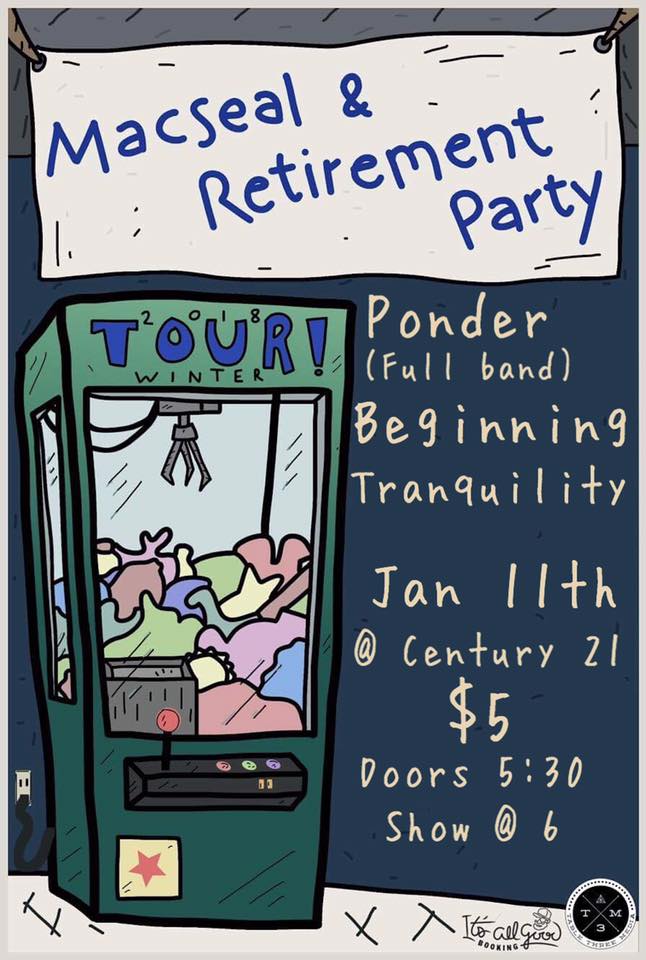 Macseal &
Retirement
Party
2018
TOUR!
WINTER
Ponder
(Full band)
Beginning
Tranquility
Jan 11th
@ Century 21
$5
Doors 5:30
Show @ 6
It's all good
BOOKING
T M
3
TABLE THREE MEDIA